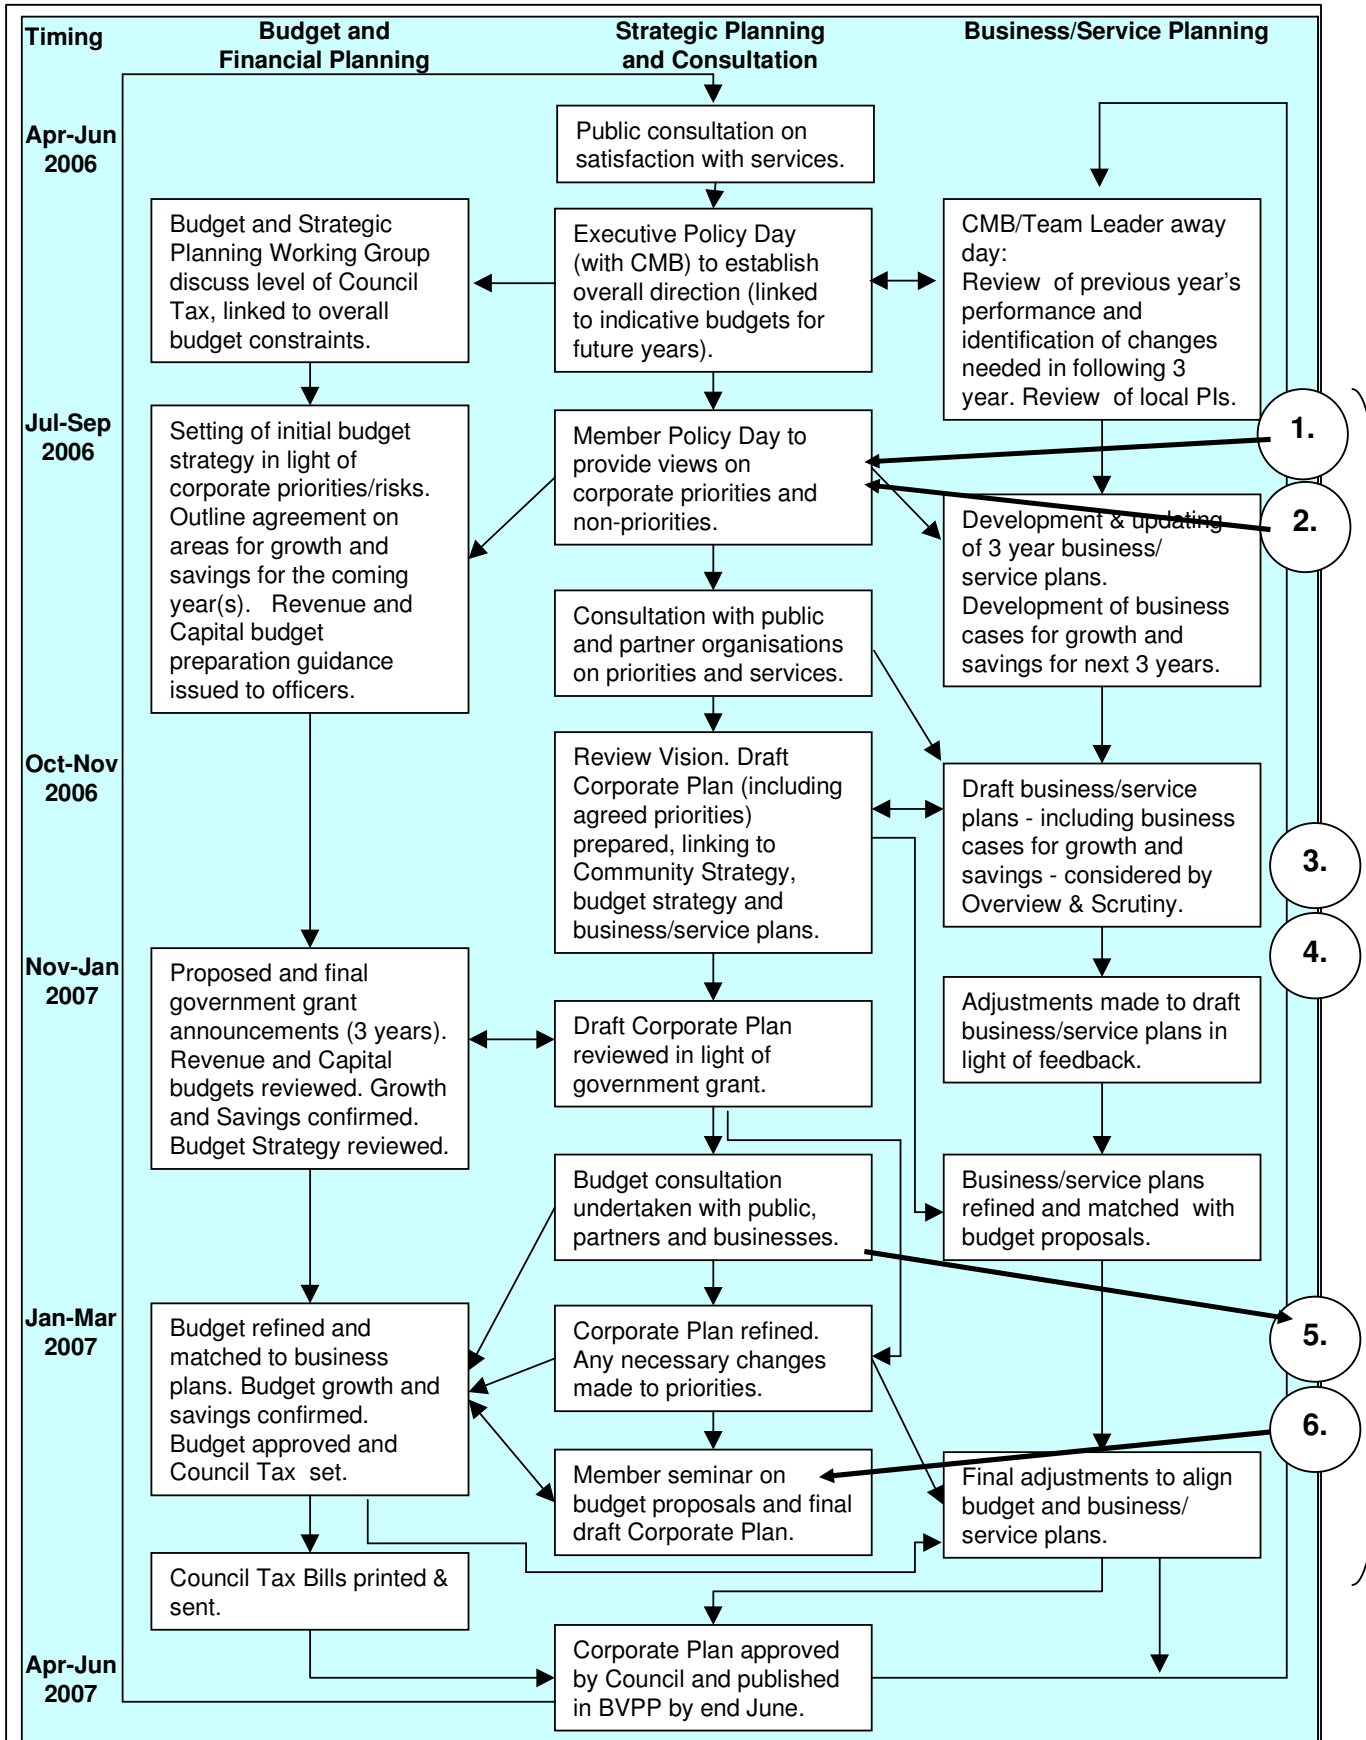 Timing
Budget and
Financial Planning
Strategic Planning
and Consultation
Business/Service Planning
Apr-Jun
2006
Public consultation on
satisfaction with services.
Budget and Strategic
Planning Working Group
discuss level of Council
Tax, linked to overall
budget constraints.
Executive Policy Day
(with CMB) to establish
overall direction (linked
to indicative budgets for
future years).
CMB/Team Leader away
day:
Review of previous year's
performance and
identification of changes
needed in following 3
year. Review of local PIs.
Jul-Sep
2006
Setting of initial budget
strategy in light of
corporate priorities/risks.
Outline agreement on
areas for growth and
savings for the coming
year(s). Revenue and
Capital budget
preparation guidance
issued to officers.
Member Policy Day to
provide views on
corporate priorities and
non-priorities.
1.
2.
Development & updating
of 3 year business/
service plans.
Development of business
cases for growth and
savings for next 3 years.
Consultation with public
and partner organisations
on priorities and services.
Oct-Nov
2006
Review Vision. Draft
Corporate Plan (including
agreed priorities)
prepared, linking to
Community Strategy,
budget strategy and
business/service plans.
Draft business/service
plans - including business
cases for growth and
savings - considered by
Overview & Scrutiny.
3.
4.
Nov-Jan
2007
Proposed and final
government grant
announcements (3 years).
Revenue and Capital
budgets reviewed. Growth
and Savings confirmed.
Budget Strategy reviewed.
Draft Corporate Plan
reviewed in light of
government grant.
Adjustments made to draft
business/service plans in
light of feedback.
Budget consultation
undertaken with public,
partners and businesses.
Business/service plans
refined and matched with
budget proposals.
Jan-Mar
2007
Budget refined and
matched to business
plans. Budget growth and
savings confirmed.
Budget approved and
Council Tax set.
Corporate Plan refined.
Any necessary changes
made to priorities.
5.
6.
Member seminar on
budget proposals and final
draft Corporate Plan.
Final adjustments to align
budget and business/
service plans.
Council Tax Bills printed &
sent.
Apr-Jun
2007
Corporate Plan approved
by Council and published
in BVPP by end June.